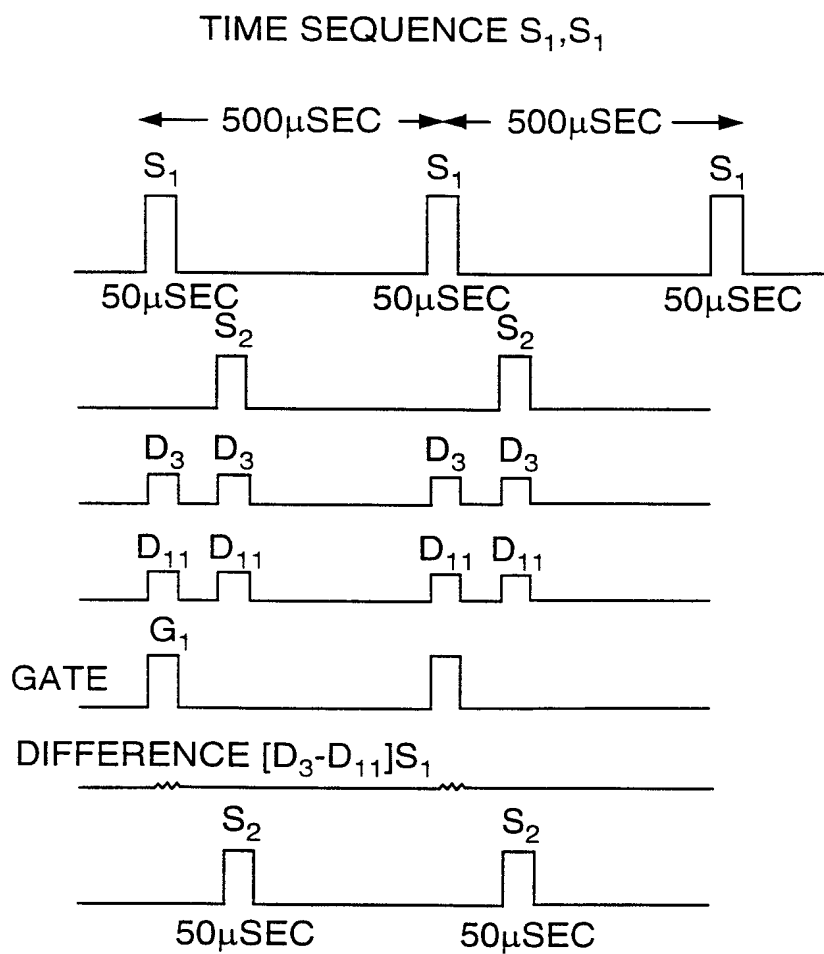 TIME SEQUENCE S₁,S₁
500µSEC 500µSEC
S₁ S₁ S₁
50µSEC 50µSEC 50µSEC
S₂ S₂
D₃ D₃ D₃ D₃
D₁₁ D₁₁ D₁₁ D₁₁
G₁
GATE
DIFFERENCE [D₃-D₁₁]S₁
S₂ S₂
50µSEC 50µSEC